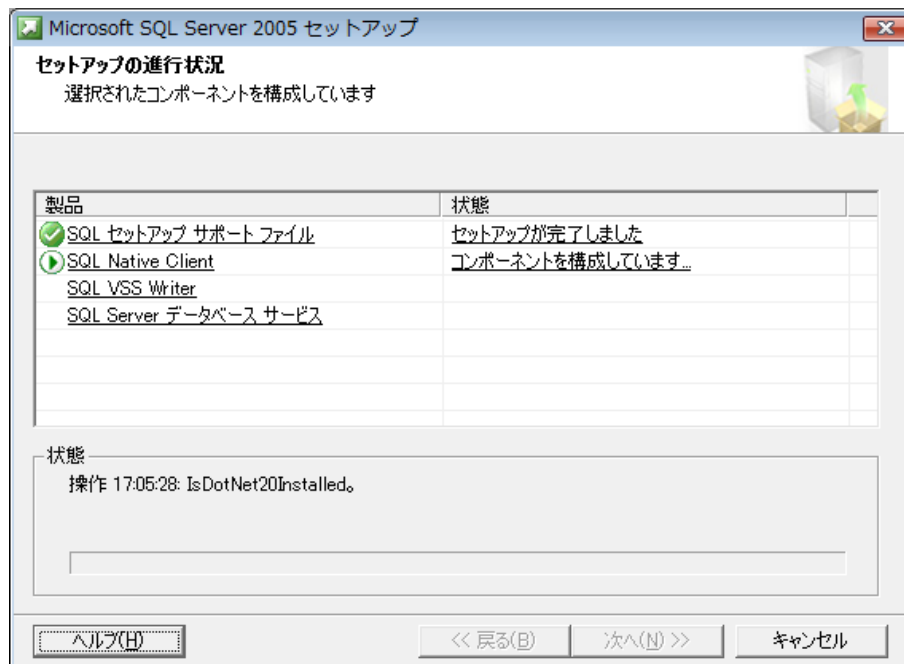 Microsoft SQL Server 2005 セットアップ
セットアップの進行状況
選択されたコンポーネントを構成しています
製品 状態
SQL セットアップ サポート ファイル セットアップが完了しました
SQL Native Client コンポーネントを構成しています...
SQL VSS Writer
SQL Server データベース サービス
状態
操作 17:05:28: IsDotNet20Installed。
ヘルプ(H) << 戻る(B) 次へ(N) >> キャンセル